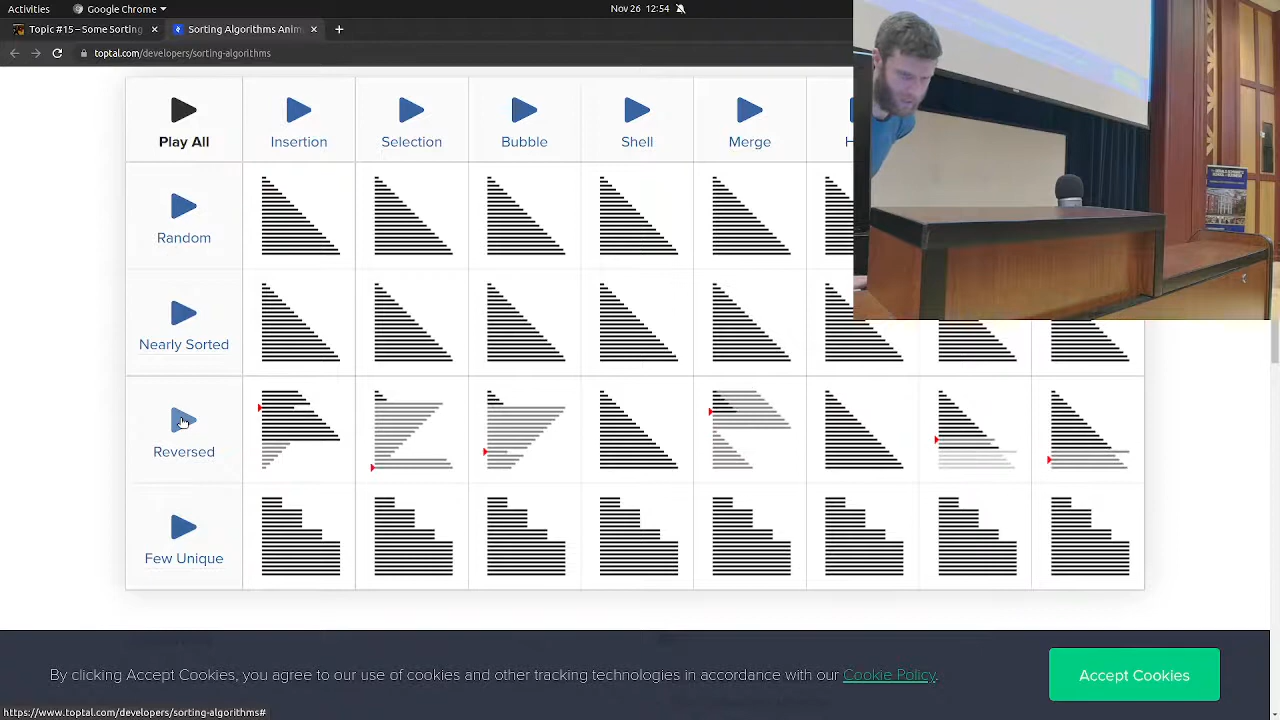 Activities
Google Chrome
Nov 26 12:54
Topic #15 – Some Sorting
Sorting Algorithms Anim
toptal.com/developers/sorting-algorithms
Play All
Insertion
Selection
Bubble
Shell
Merge
H
Random
Nearly Sorted
Reversed
Few Unique
By clicking Accept Cookies, you agree to our use of cookies and other tracking technologies in accordance with our Cookie Policy.
Accept Cookies
https://www.toptal.com/developers/sorting-algorithms#